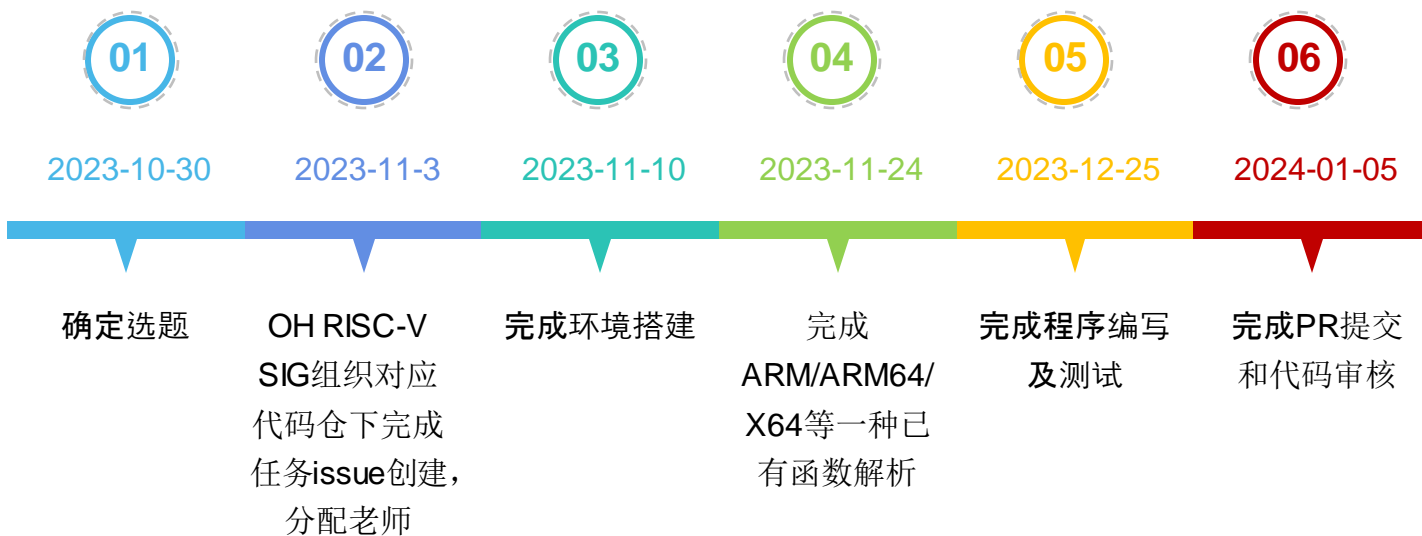 01
02
03
04
05
06
2023-10-30
2023-11-3
2023-11-10
2023-11-24
2023-12-25
2024-01-05
确定选题
OH RISC-V
SIG组织对应
代码仓下完成
任务issue创建，
分配老师
完成环境搭建
完成
ARM/ARM64/
X64等一种已
有函数解析
完成程序编写
及测试
完成PR提交
和代码审核